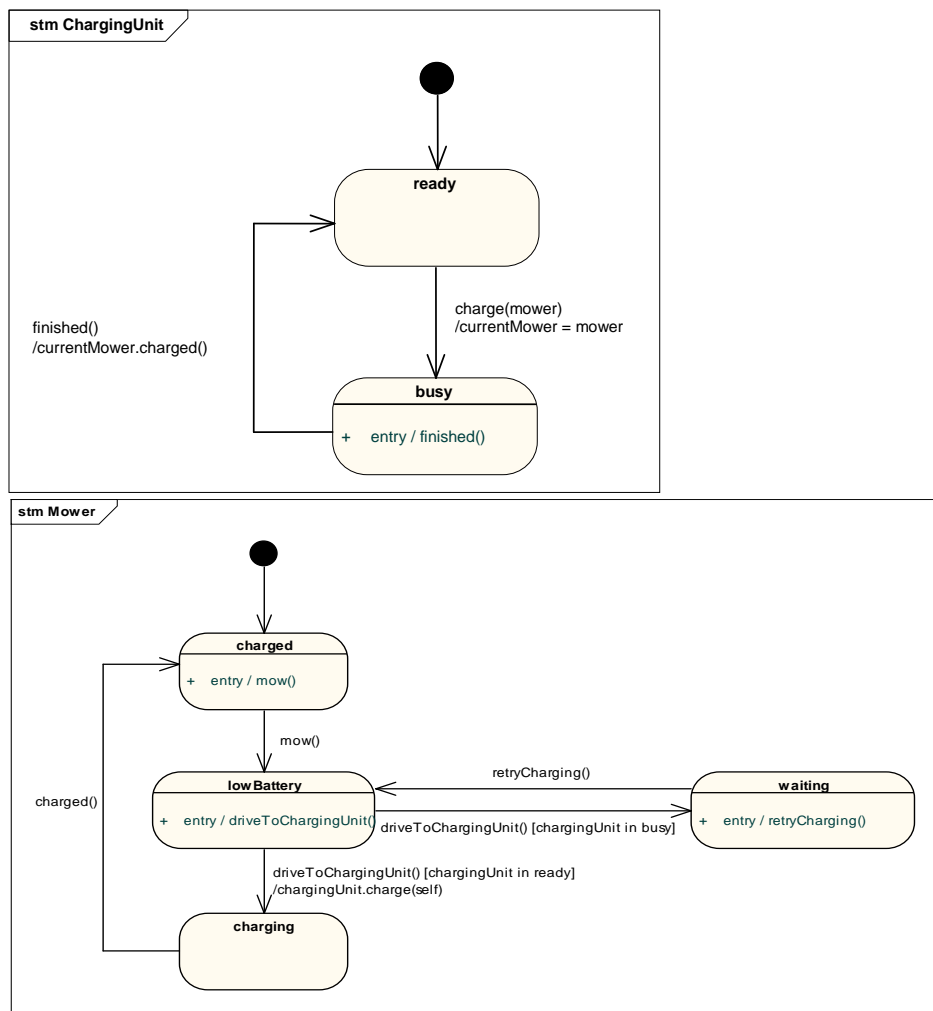 stm ChargingUnit
ready
charge(mower)
/currentMower = mower
finished()
/currentMower.charged()
busy
+ entry / finished()
stm Mower
charged
+ entry / mow()
mow()
retryCharging()
charged()
lowBattery
+ entry / driveToChargingUnit()
waiting
+ entry / retryCharging()
driveToChargingUnit() [chargingUnit in busy]
driveToChargingUnit() [chargingUnit in ready]
/chargingUnit.charge(self)
charging